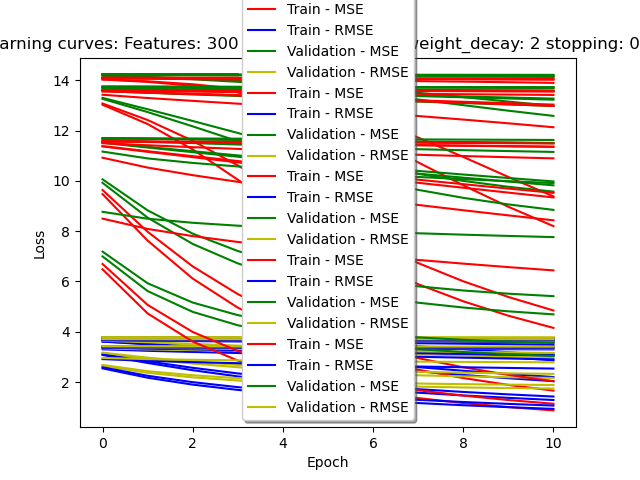 Train - MSE
Train - RMSE
arning curves: Features: 300 weight_decay: 2 stopping: 0
Validation - MSE
Validation - RMSE
Train - MSE
Train - RMSE
Validation - MSE
Validation - RMSE
Train - MSE
Train - RMSE
Validation - MSE
Validation - RMSE
Train - MSE
Train - RMSE
Validation - MSE
Validation - RMSE
Train - MSE
Train - RMSE
Validation - MSE
Validation - RMSE
14
12
10
8
6
4
2
Loss
0 2 4 6 8 10
Epoch